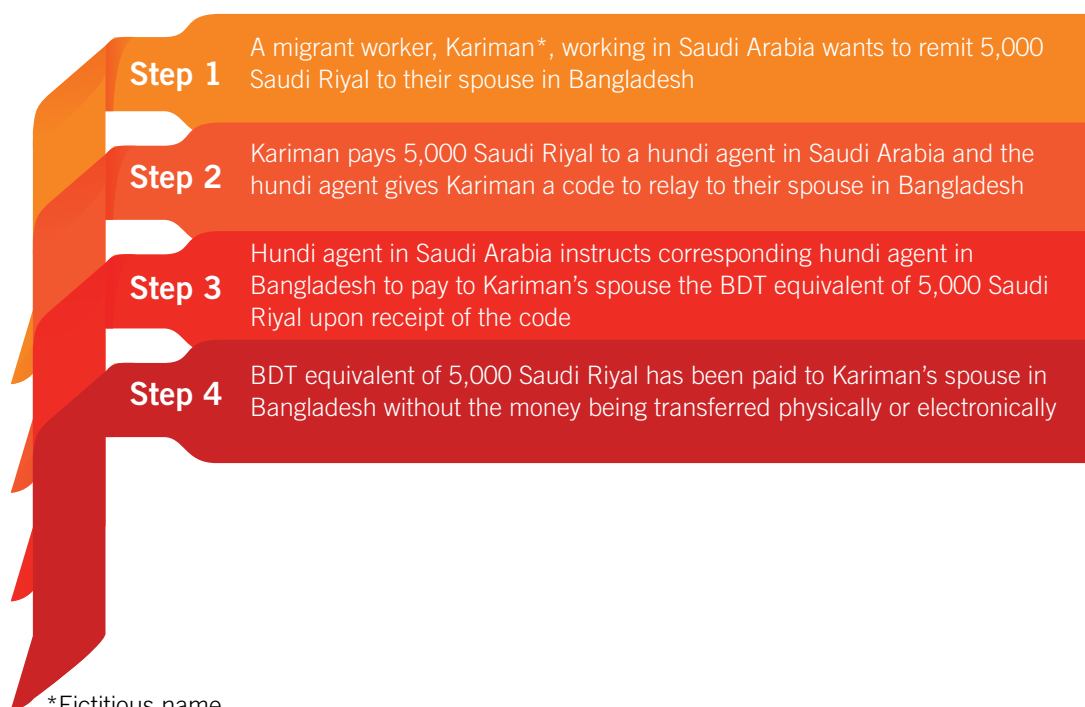 Step 1
A migrant worker, Kariman*, working in Saudi Arabia wants to remit 5,000
Saudi Riyal to their spouse in Bangladesh
Step 2
Kariman pays 5,000 Saudi Riyal to a hundi agent in Saudi Arabia and the
hundi agent gives Kariman a code to relay to their spouse in Bangladesh
Step 3
Hundi agent in Saudi Arabia instructs corresponding hundi agent in
Bangladesh to pay to Kariman’s spouse the BDT equivalent of 5,000 Saudi
Riyal upon receipt of the code
Step 4
BDT equivalent of 5,000 Saudi Riyal has been paid to Kariman’s spouse in
Bangladesh without the money being transferred physically or electronically
*Fictitious name